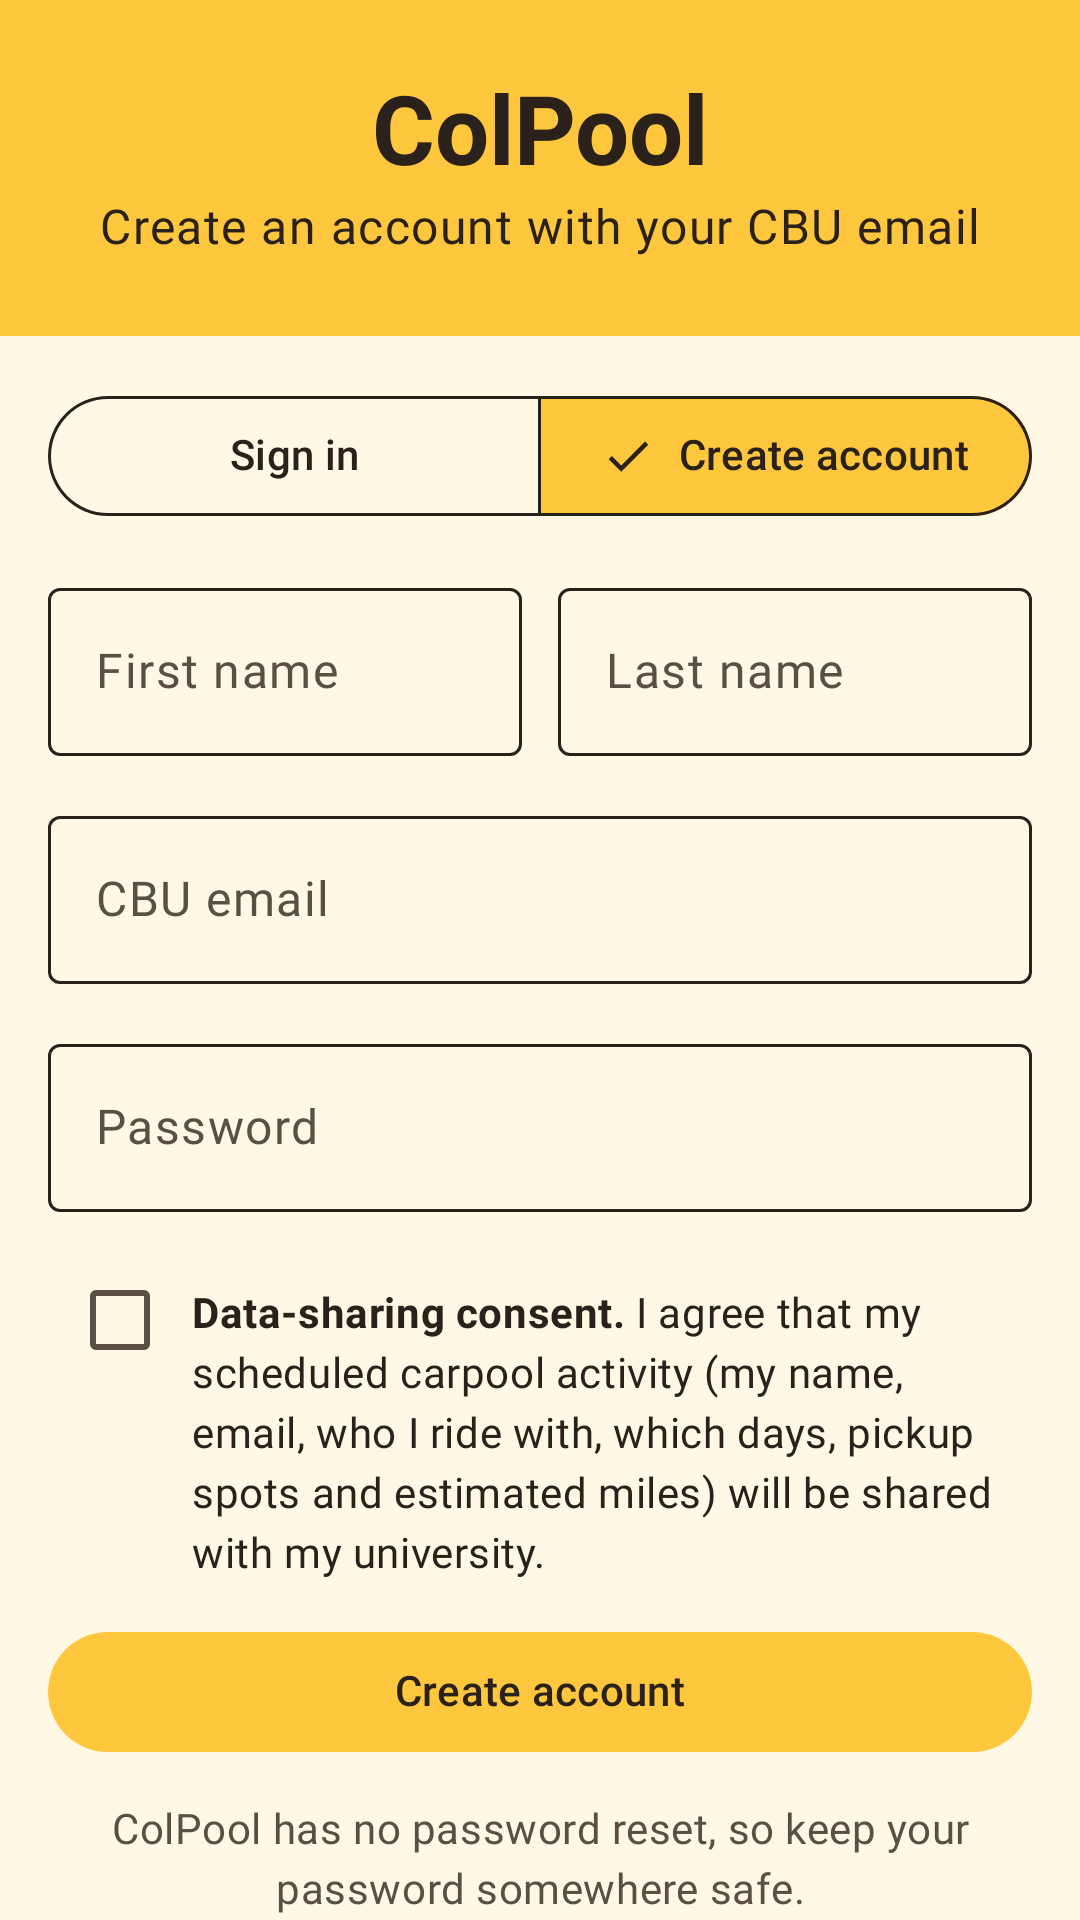 ColPool
Create an account with your CBU email
Sign in
Create account
First name
Last name
CBU email
Password
Data-sharing consent. I agree that my
scheduled carpool activity (my name,
email, who I ride with, which days, pickup
spots and estimated miles) will be shared
with my university.
Create account
ColPool has no password reset, so keep your
password somewhere safe.